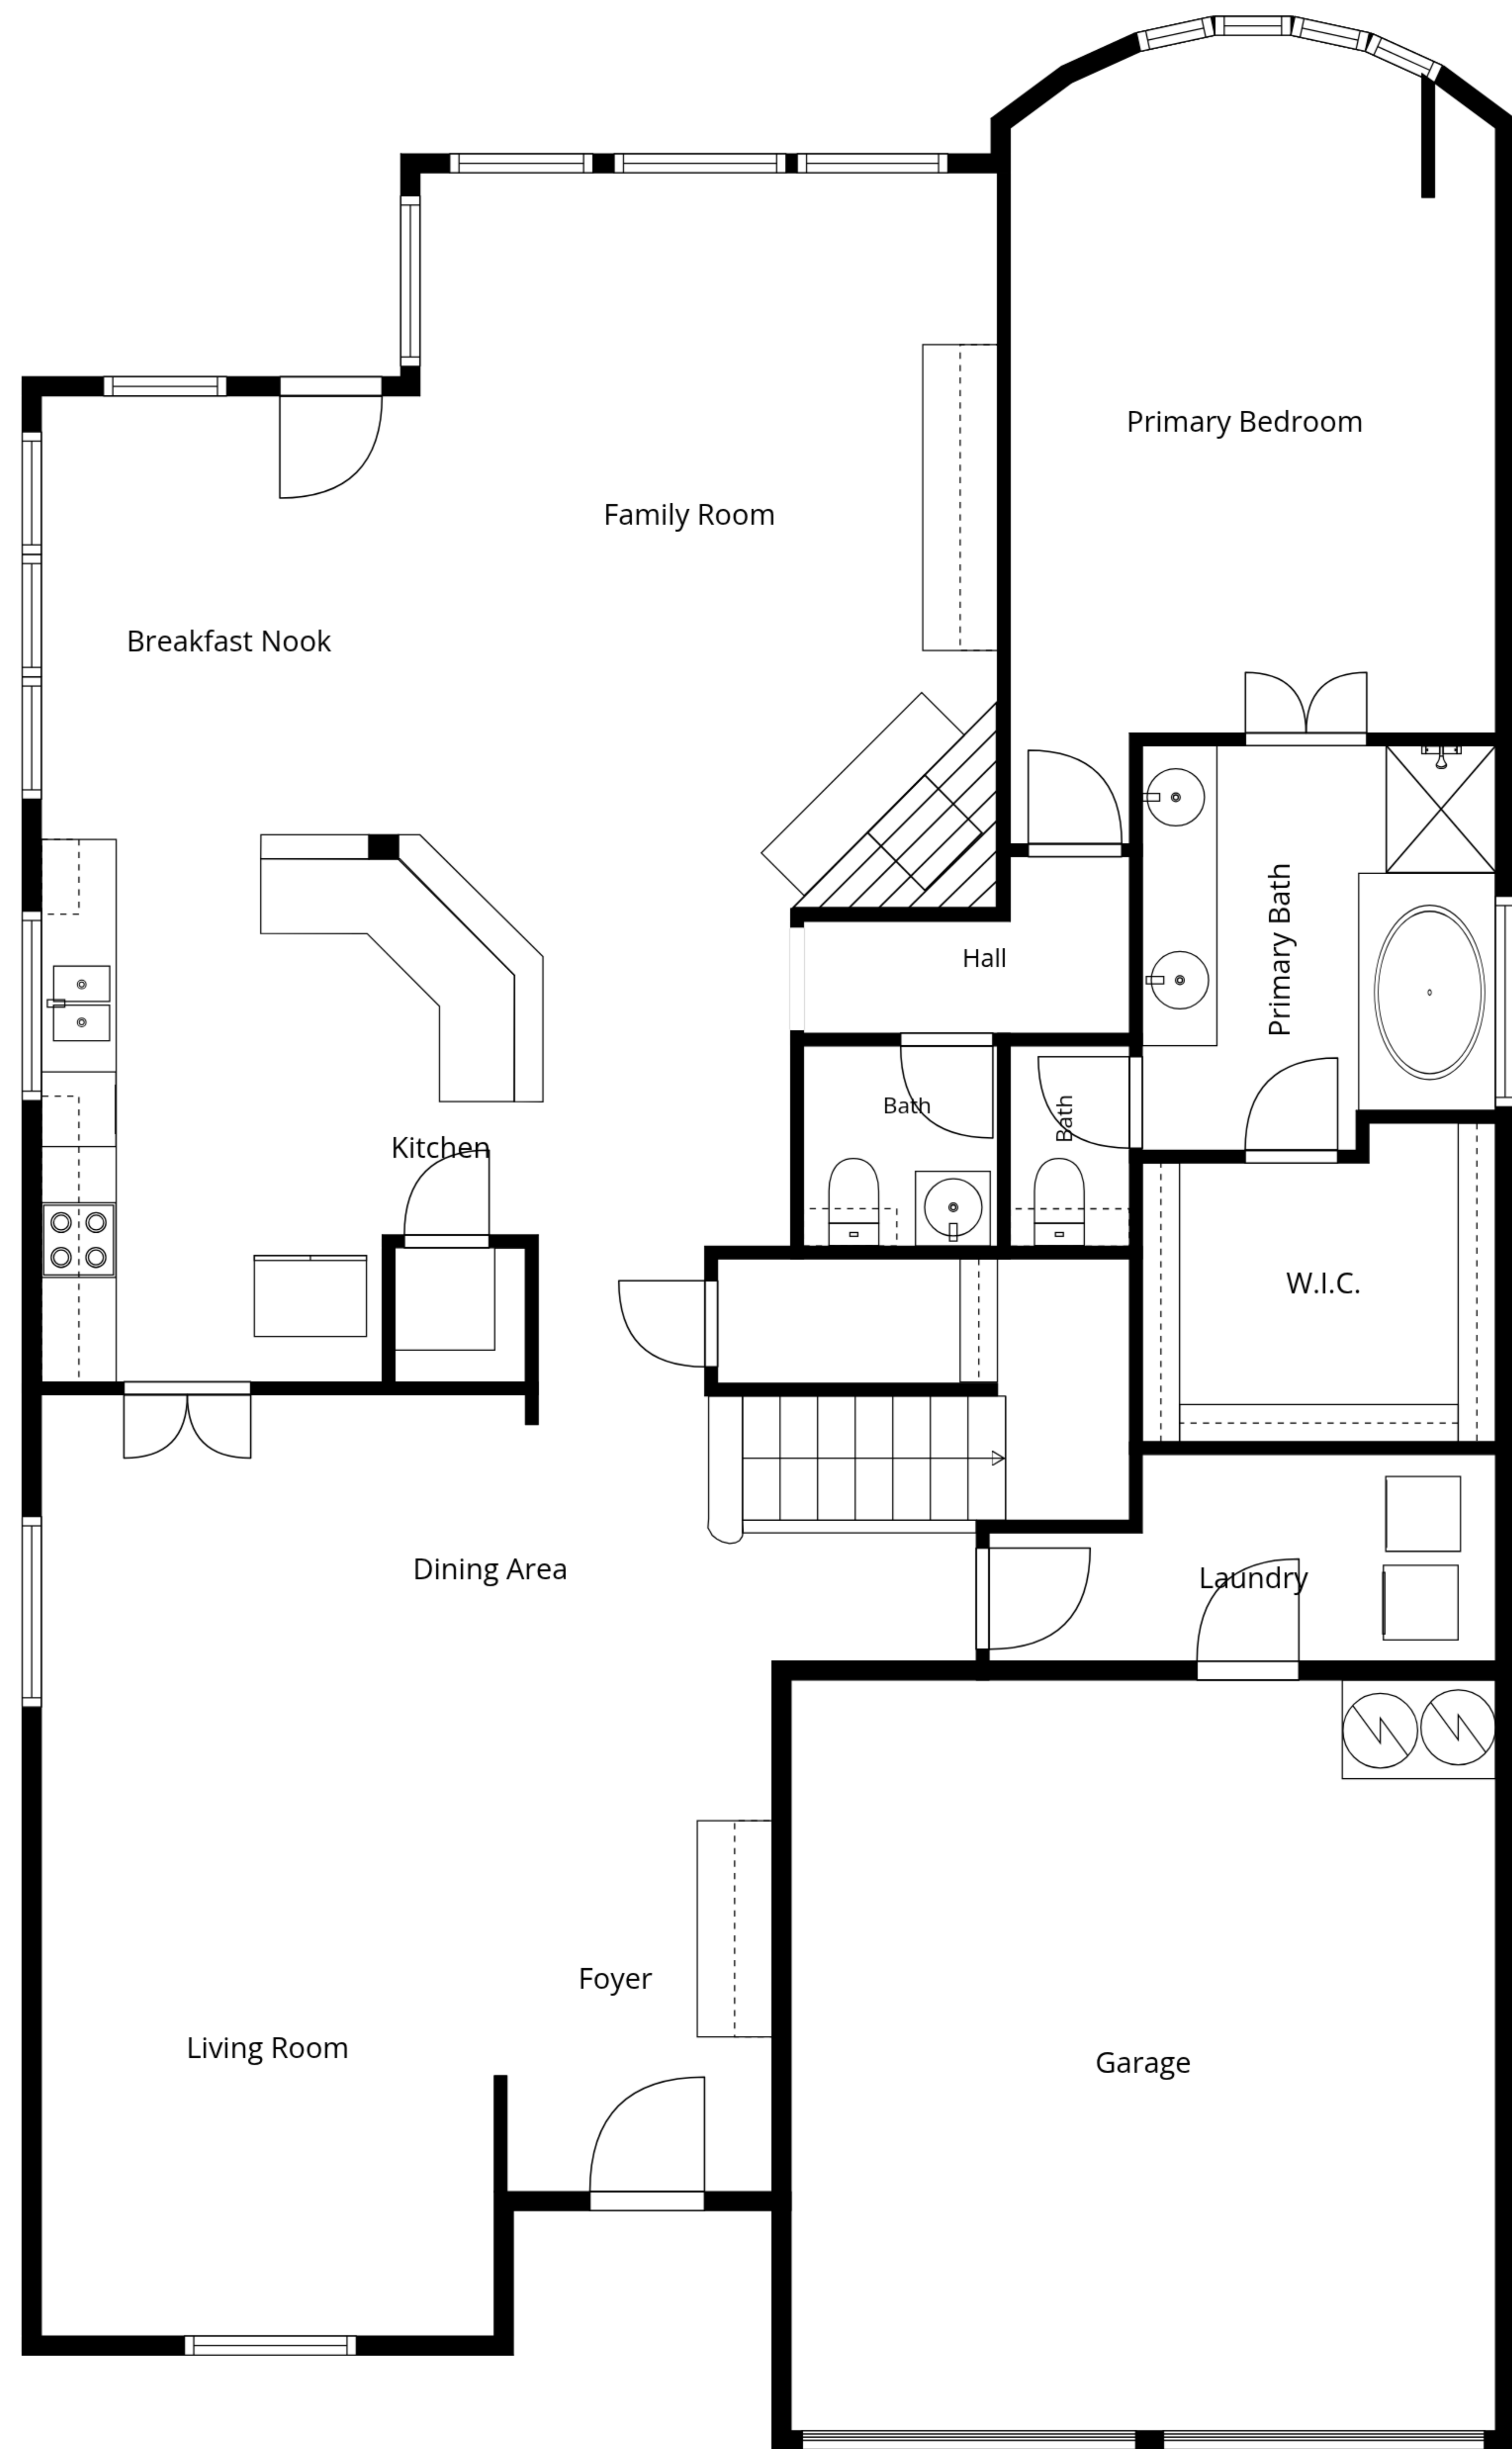 Primary Bedroom
Family Room
Breakfast Nook
Primary Bath
Hall
Bath
Bath
Kitchen
W.I.C.
Dining Area
Laundry
Foyer
Living Room
Garage